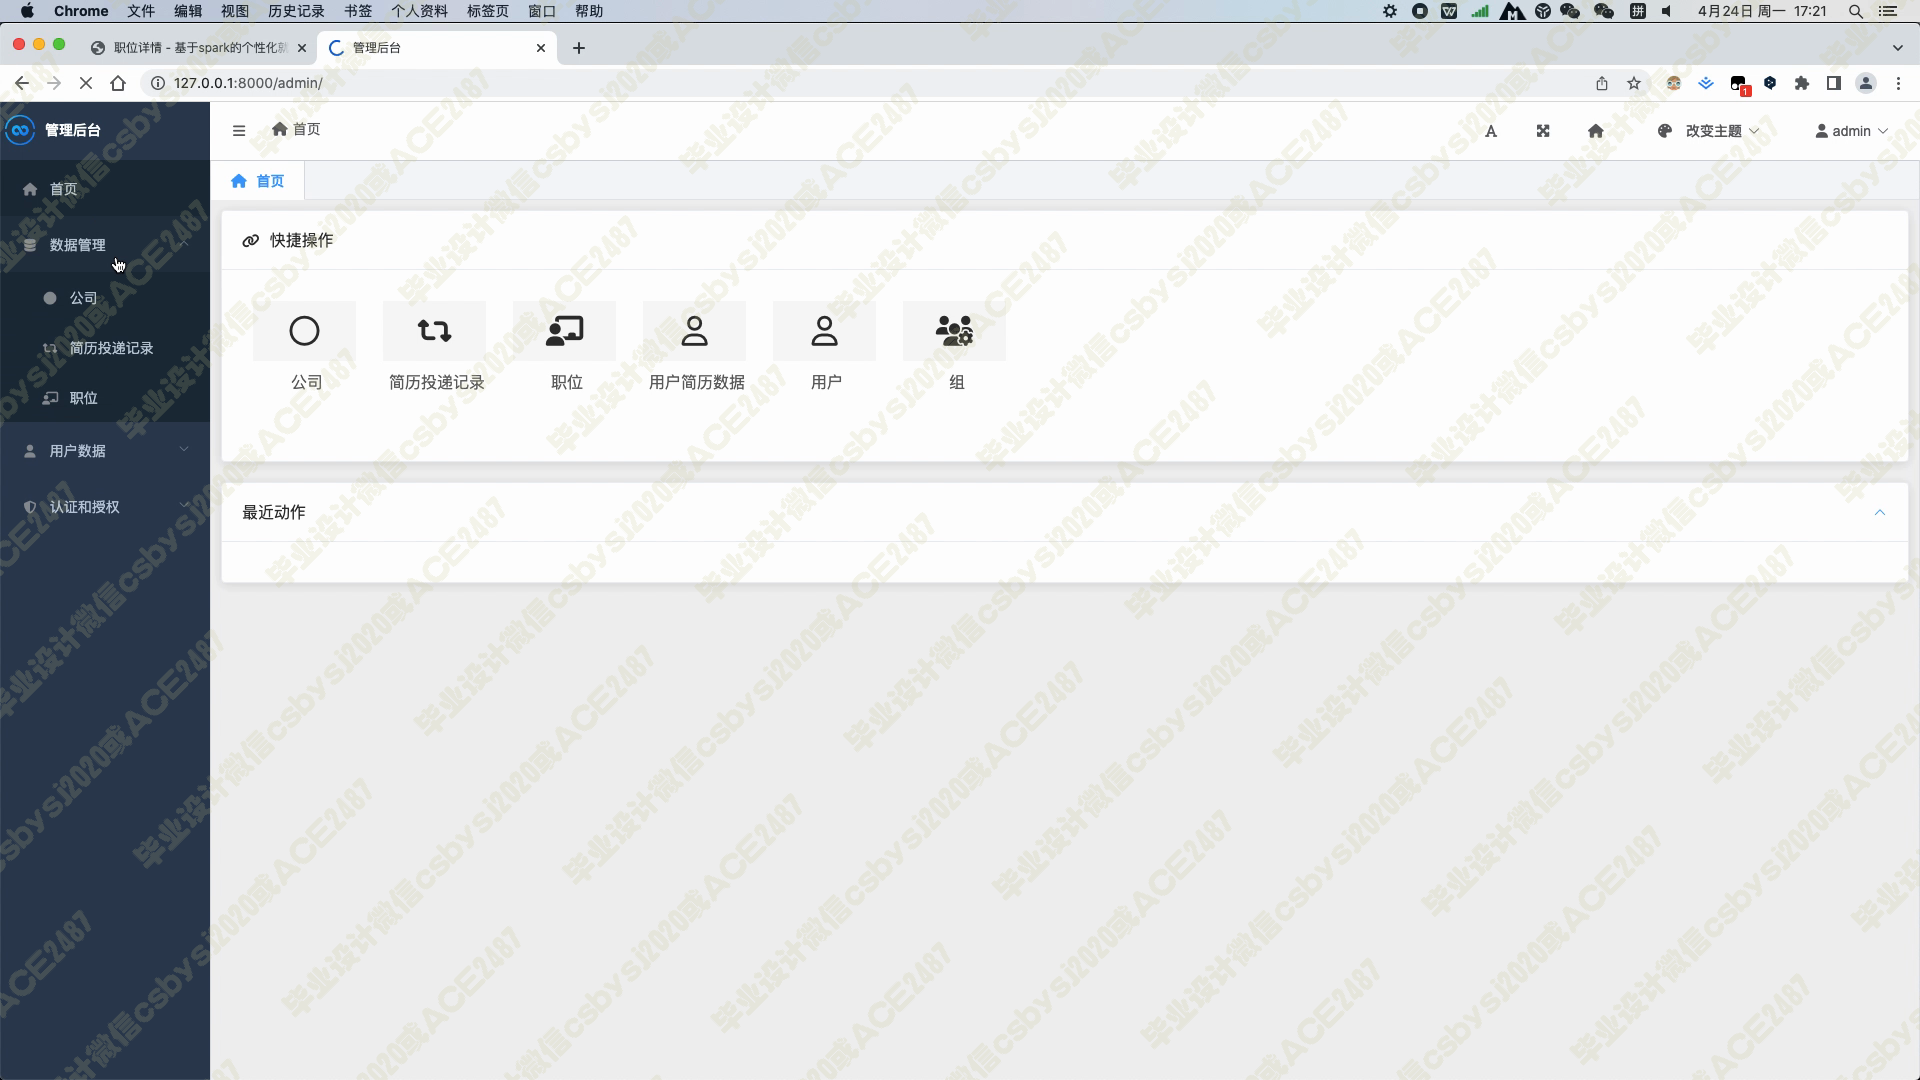 Chrome 文件 编辑 视图 历史记录 书签 个人资料 标签页 窗口 帮助 拼 4月24日 周一 17:21
职位详情 - 基于spark的个性化 管理后台
127.0.0.1:8000/admin/ 1
管理后台 首页 A 改变主题 admin
首页 首页
数据管理 快捷操作
公司
简历投递记录
职位
用户数据
认证和授权
公司 简历投递记录 职位 用户简历数据 用户 组
最近动作
毕业设计微信csbysj2020或ACE2487